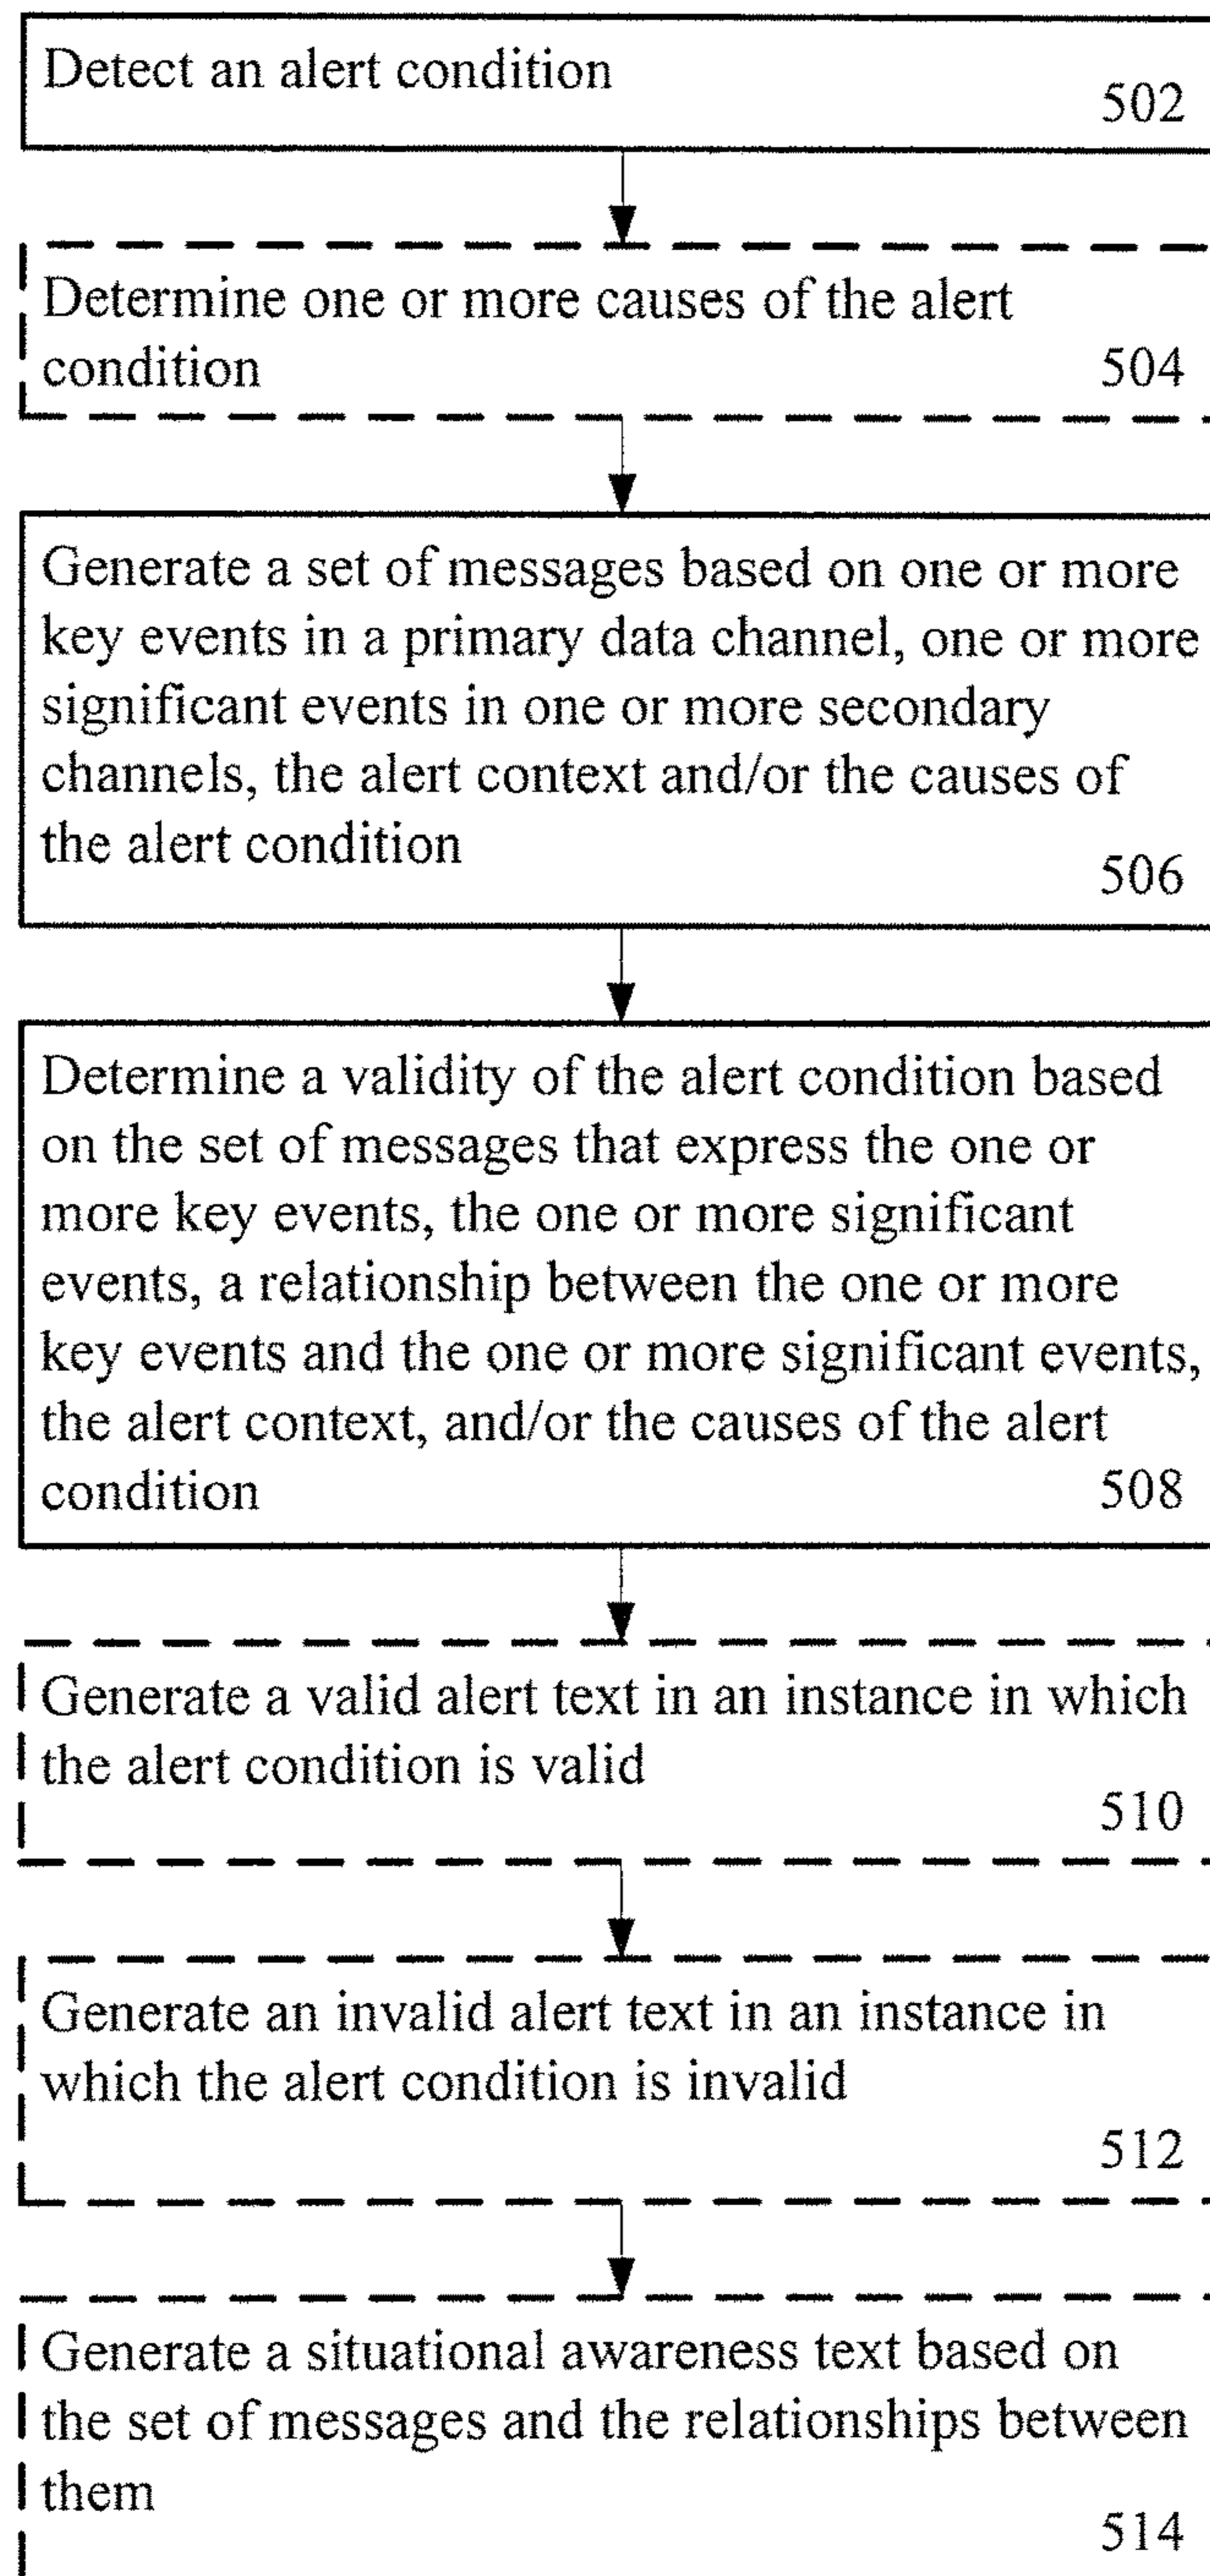 Detect an alert condition
502
Determine one or more causes of the alert
condition
504
Generate a set of messages based on one or more
key events in a primary data channel, one or more
significant events in one or more secondary
channels, the alert context and/or the causes of
the alert condition
506
Determine a validity of the alert condition based
on the set of messages that express the one or
more key events, the one or more significant
events, a relationship between the one or more
key events and the one or more significant events,
the alert context, and/or the causes of the alert
condition
508
Generate a valid alert text in an instance in which
the alert condition is valid
510
Generate an invalid alert text in an instance in
which the alert condition is invalid
512
Generate a situational awareness text based on
the set of messages and the relationships between
them
514